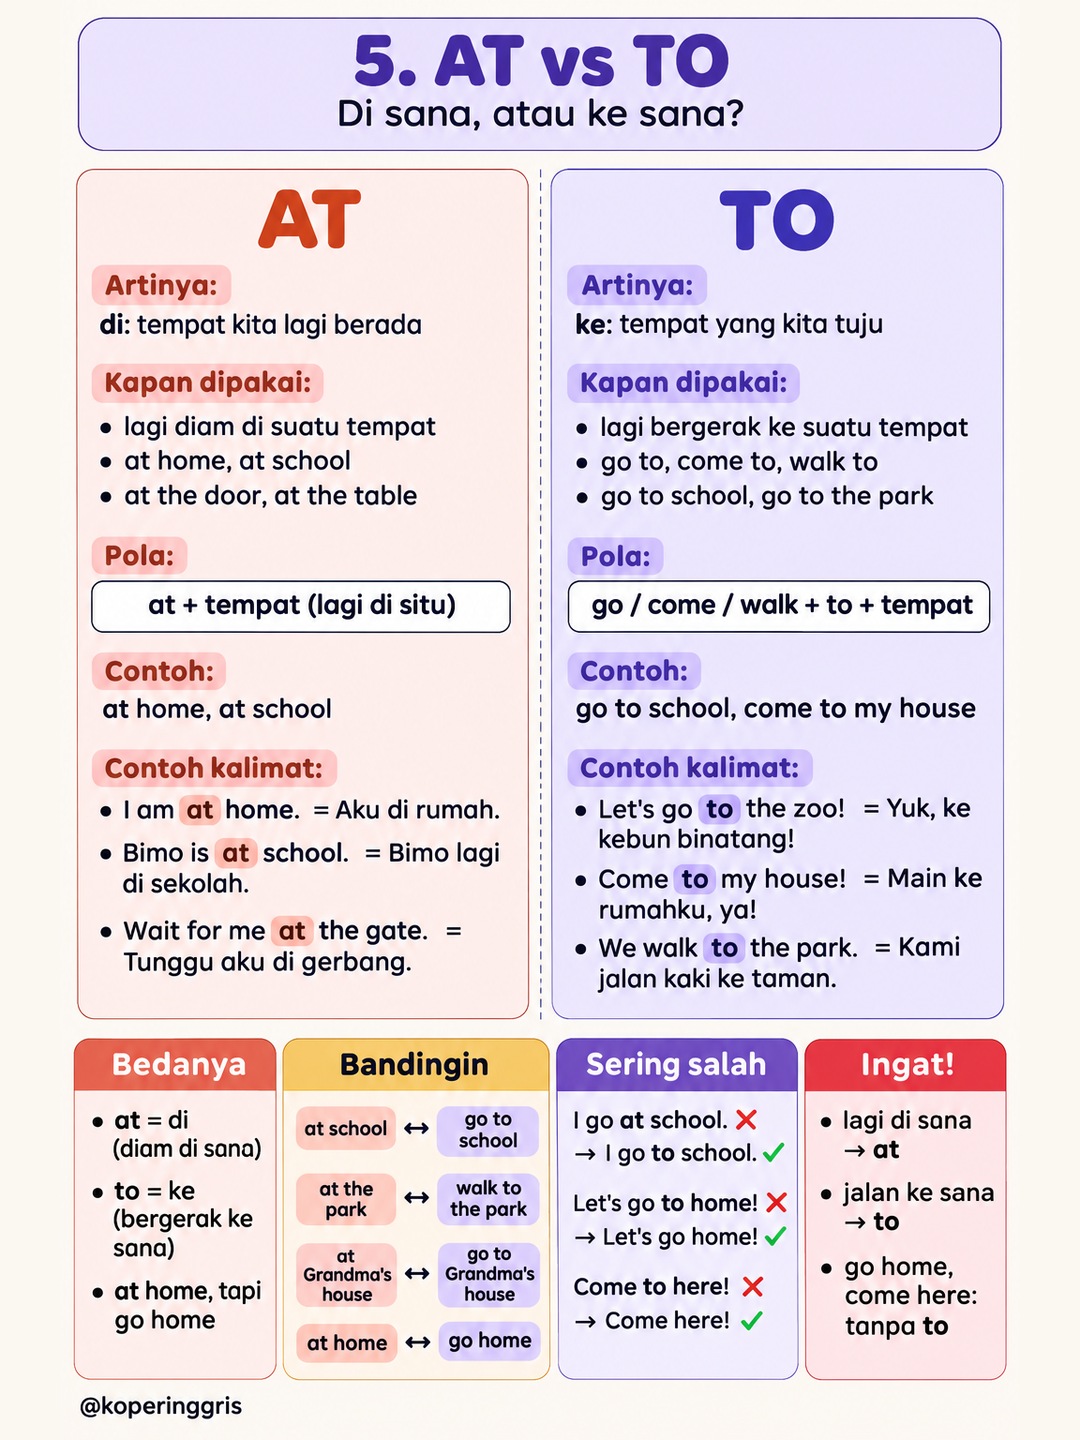 5. AT vs TO
Di sana, atau ke sana?
AT
Artinya:
di: tempat kita lagi berada
Kapan dipakai:
• lagi diam di suatu tempat
• at home, at school
• at the door, at the table
Pola:
at + tempat (lagi di situ)
Contoh:
at home, at school
Contoh kalimat:
• I am at home. = Aku di rumah.
• Bimo is at school. = Bimo lagi
di sekolah.
• Wait for me at the gate. =
Tunggu aku di gerbang.
TO
Artinya:
ke: tempat yang kita tuju
Kapan dipakai:
• lagi bergerak ke suatu tempat
• go to, come to, walk to
• go to school, go to the park
Pola:
go / come / walk + to + tempat
Contoh:
go to school, come to my house
Contoh kalimat:
• Let's go to the zoo! = Yuk, ke
kebun binatang!
• Come to my house! = Main ke
rumahku, ya!
• We walk to the park. = Kami
jalan kaki ke taman.
Bedanya
• at = di
(diam di sana)
• to = ke
(bergerak ke
sana)
• at home, tapi
go home
Bandingin
at school ↔ go to
school
at the
park ↔ walk to
the park
at
Grandma's
house ↔ go to
Grandma's
house
at home ↔ go home
Sering salah
I go at school. ❌
→ I go to school. ✓
Let's go to home! ❌
→ Let's go home! ✓
Come to here! ❌
→ Come here! ✓
Ingat!
• lagi di sana
→ at
• jalan ke sana
→ to
• go home,
come here:
tanpa to
@koperinggris